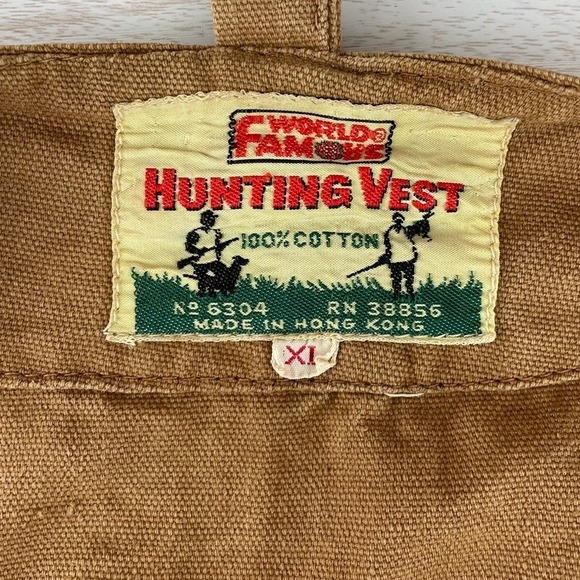 WORLD®
FAMOUS
HUNTING VEST
100% COTTON
Nº 6304 RN 38856
MADE IN HONG KONG
XL